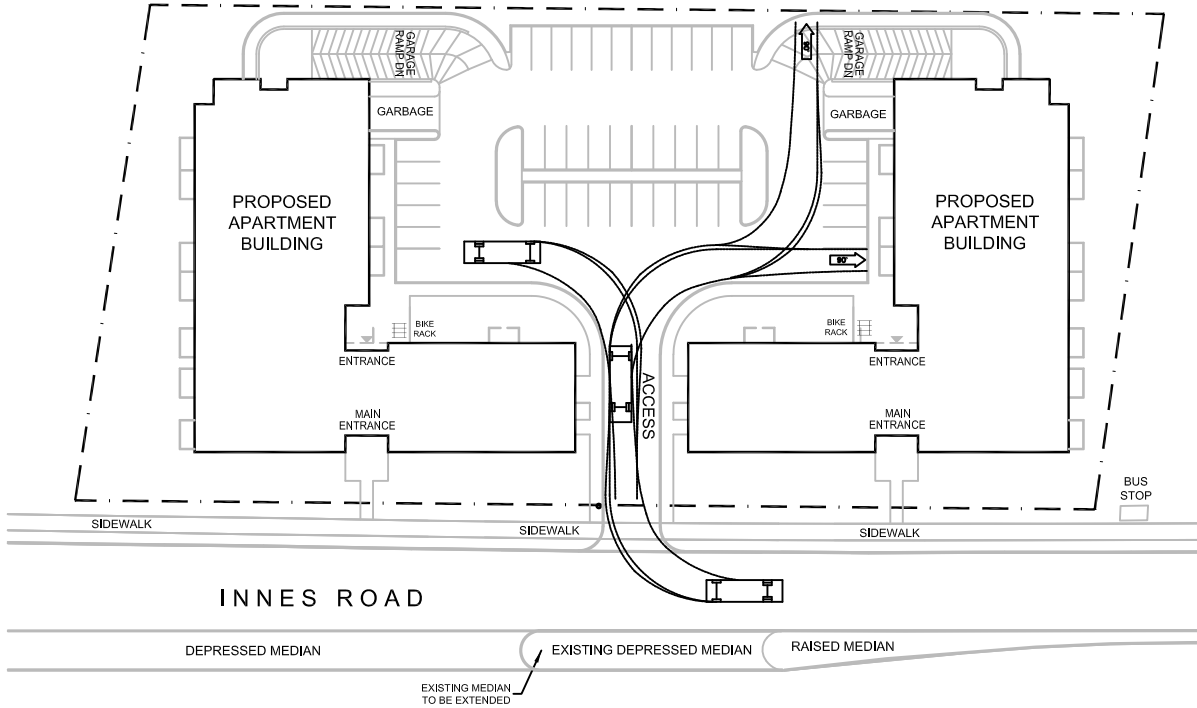 GARAGE
RAMP DN
GARAGE
RAMP DN
90'
GARBAGE
GARBAGE
PROPOSED
APARTMENT
BUILDING
PROPOSED
APARTMENT
BUILDING
90'
BIKE
RACK
BIKE
RACK
ENTRANCE
ENTRANCE
ACCESS
MAIN
ENTRANCE
MAIN
ENTRANCE
BUS
STOP
SIDEWALK
SIDEWALK
SIDEWALK
INNES ROAD
DEPRESSED MEDIAN
EXISTING DEPRESSED MEDIAN
RAISED MEDIAN
EXISTING MEDIAN
TO BE EXTENDED